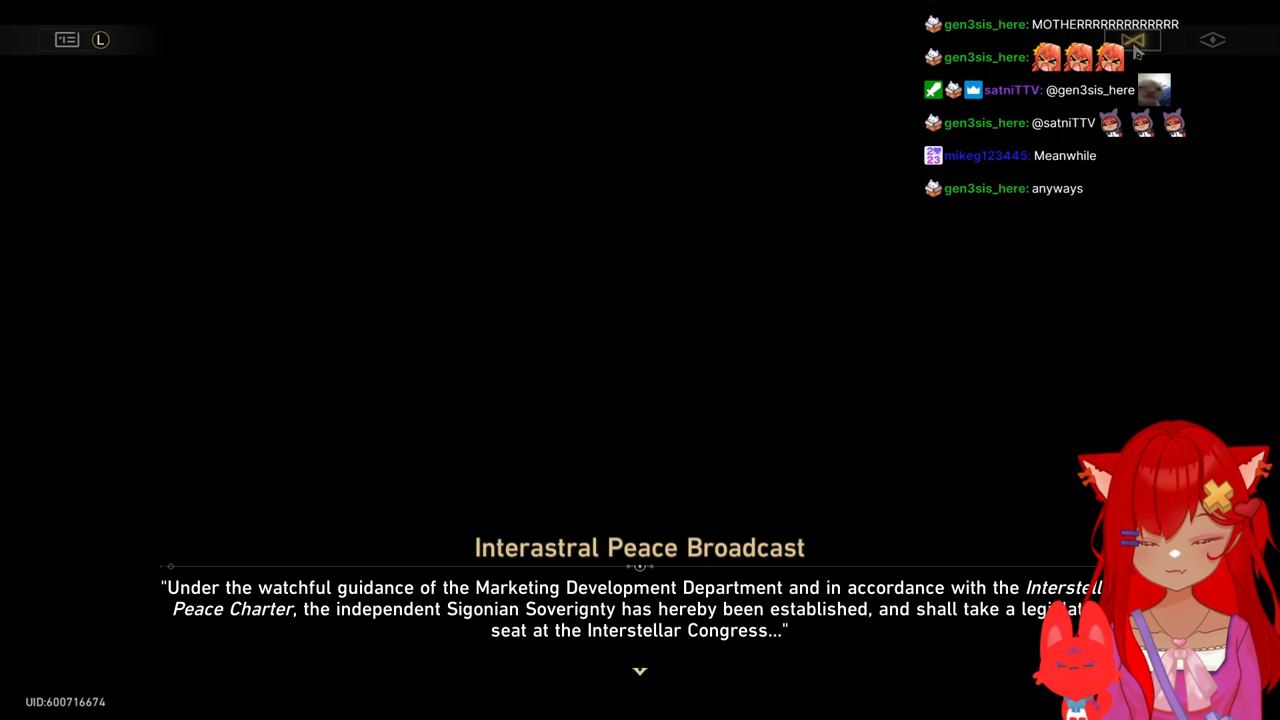 L
gen3sis_here: MOTHERRRRRRRRRRRRR
gen3sis_here:
satniTTV: @gen3sis_here
gen3sis_here: @satniTTV
mikeg123445: Meanwhile
gen3sis_here: anyways
Interastral Peace Broadcast
"Under the watchful guidance of the Marketing Development Department and in accordance with the Interstell
Peace Charter, the independent Sigonian Soverignty has hereby been established, and shall take a
seat at the Interstellar Congress..."
UID:600716674